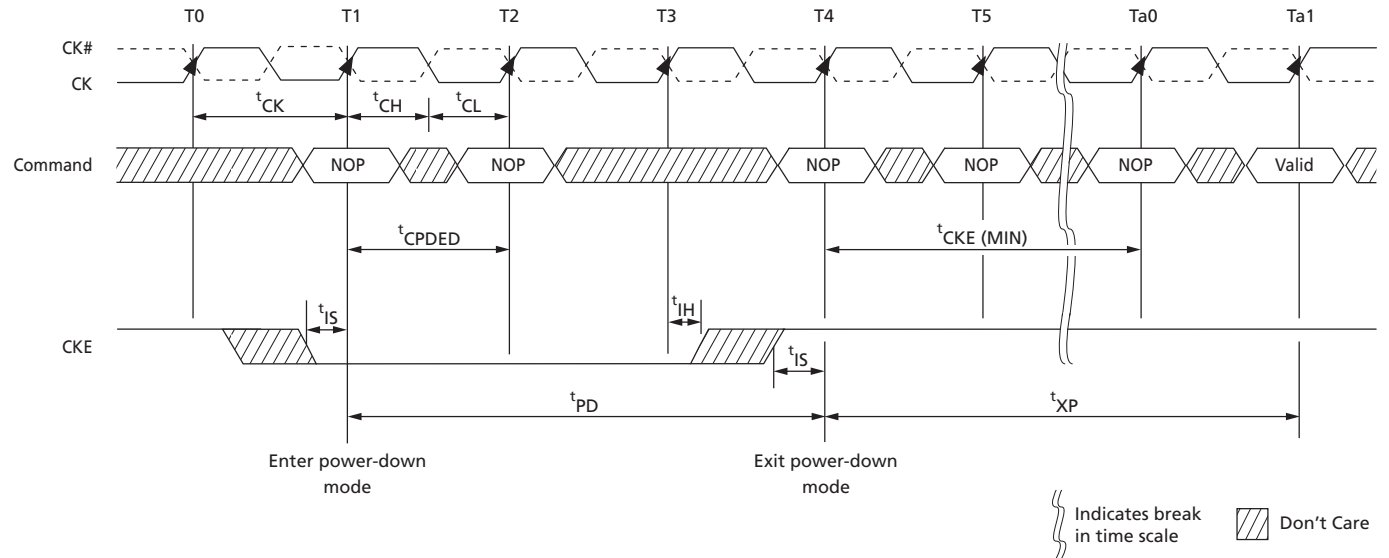 T0 T1 T2 T3 T4 T5 Ta0 Ta1
CK#
CK
tCK tCH tCL
Command NOP NOP NOP NOP NOP Valid
tCPDED tCKE (MIN)
tIS tIH
CKE
tIS
tPD tXP
Enter power-down
mode
Exit power-down
mode
Indicates break
in time scale
Don't Care